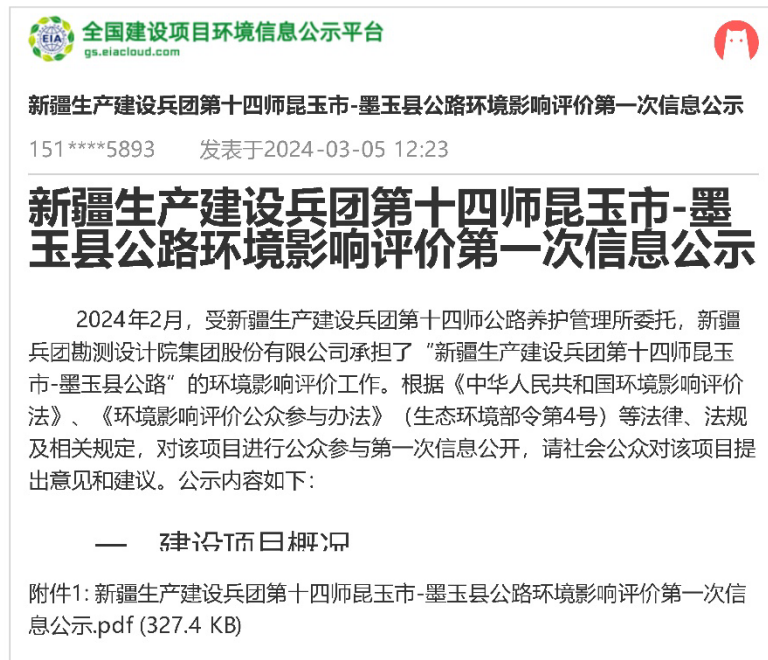 EIA
全国建设项目环境信息公示平台
gs.eiacloud.com
新疆生产建设兵团第十四师昆玉市-墨玉县公路环境影响评价第一次信息公示
151****5893 发表于2024-03-05 12:23
新疆生产建设兵团第十四师昆玉市-墨
玉县公路环境影响评价第一次信息公示
2024年2月，受新疆生产建设兵团第十四师公路养护管理所委托，新疆
兵团勘测设计院集团股份有限公司承担了“新疆生产建设兵团第十四师昆玉
市-墨玉县公路”的环境影响评价工作。根据《中华人民共和国环境影响评价
法》、《环境影响评价公众参与办法》（生态环境部令第4号）等法律、法规
及相关规定，对该项目进行公众参与第一次信息公开，请社会公众对该项目提
出意见和建议。公示内容如下：
一 建设项目概况
附件1: 新疆生产建设兵团第十四师昆玉市-墨玉县公路环境影响评价第一次信
息公示.pdf (327.4 KB)